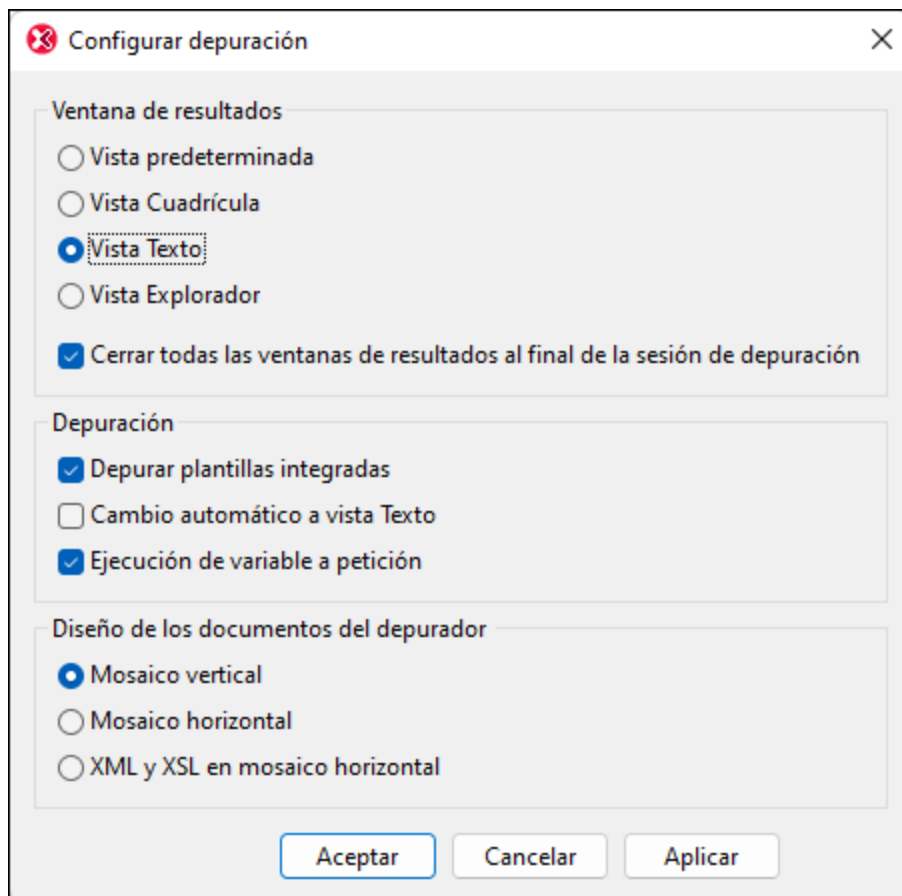 Configurar depuración
Ventana de resultados
Vista predeterminada
Vista Cuadrícula
Vista Texto
Vista Explorador
Cerrar todas las ventanas de resultados al final de la sesión de depuración
Depuración
Depurar plantillas integradas
Cambio automático a vista Texto
Ejecución de variable a petición
Diseño de los documentos del depurador
Mosaico vertical
Mosaico horizontal
XML y XSL en mosaico horizontal
Aceptar Cancelar Aplicar